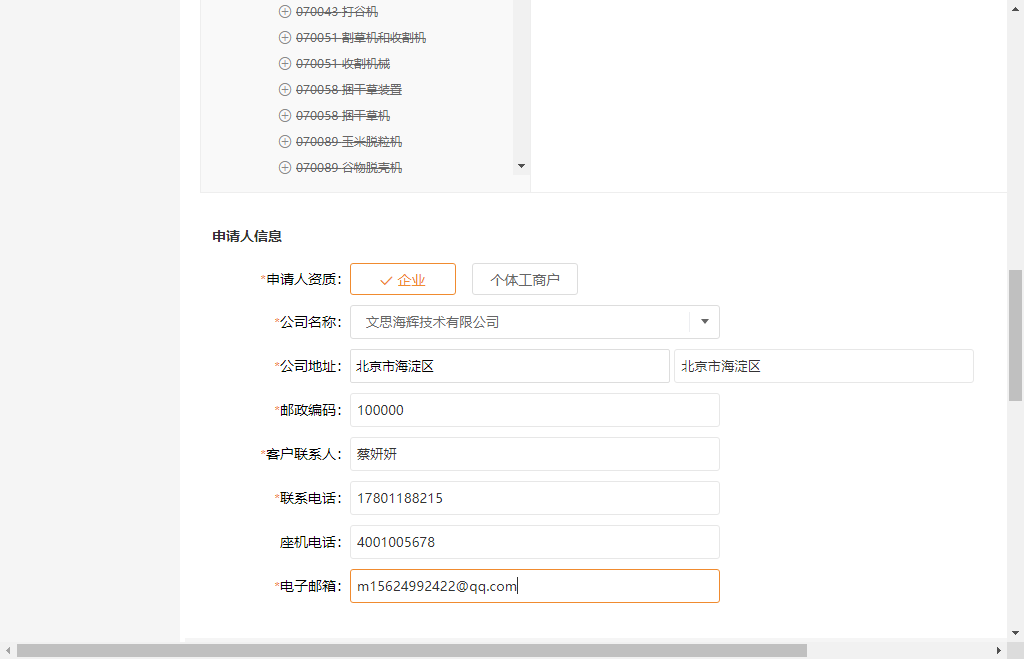 070043 打谷机
070051 割草机和收割机
070051 收割机械
070058 捆干草装置
070058 捆干草机
070089 玉米脱粒机
070089 谷物脱壳机
申请人信息
*申请人资质： 企业 个体工商户
*公司名称： 文思海辉技术有限公司
*公司地址： 北京市海淀区 北京市海淀区
*邮政编码： 100000
*客户联系人： 蔡妍妍
*联系电话： 17801188215
座机电话： 4001005678
*电子邮箱： m15624992422@qq.com